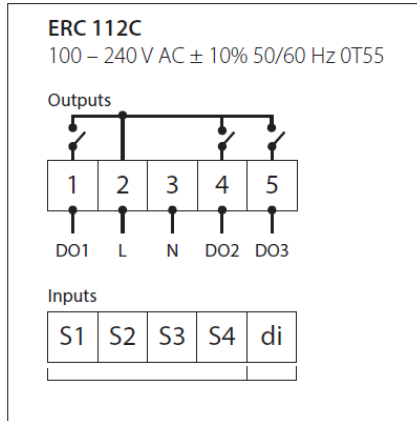 ERC 112C
100 – 240 V AC ± 10% 50/60 Hz 0T55
Outputs
1 2 3 4 5
DO1 L N DO2 DO3
Inputs
S1 S2 S3 S4 di